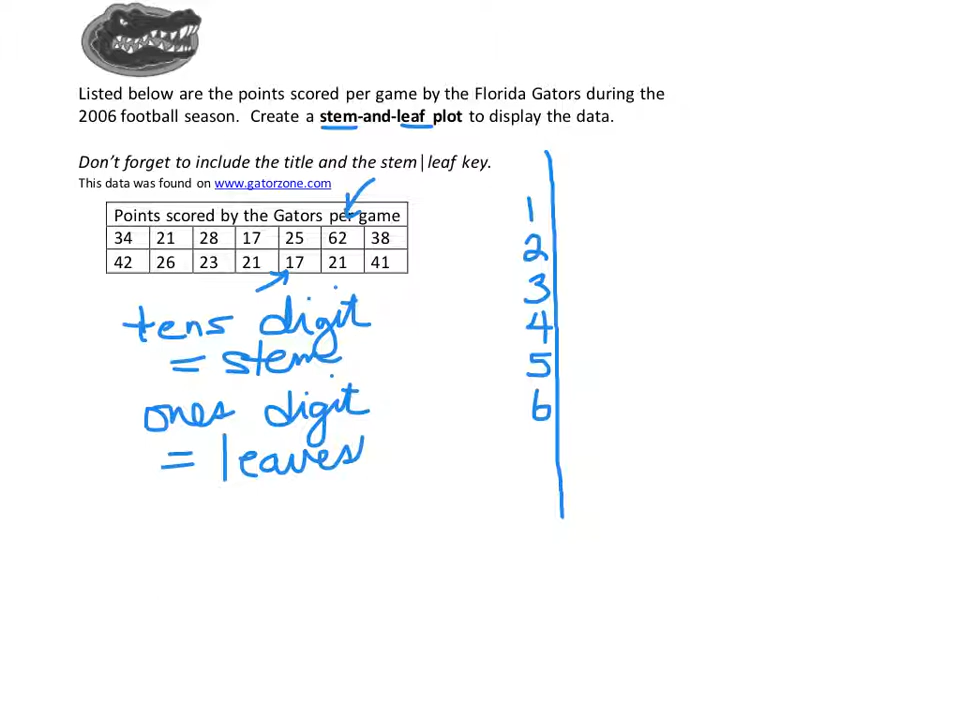 Listed below are the points scored per game by the Florida Gators during the
2006 football season. Create a stem-and-leaf plot to display the data.
Don't forget to include the title and the stem|leaf key.
This data was found on www.gatorzone.com
Points scored by the Gators per game
34 21 28 17 25 62 38
42 26 23 21 17 21 41
tens digit
= stem
ones digit
= leaves
1
2
3
4
5
6